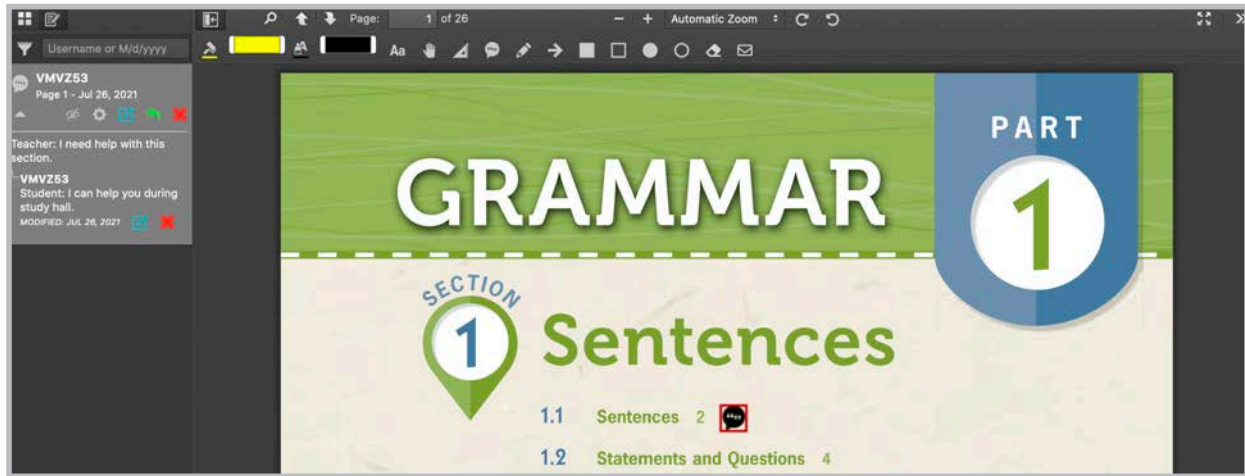 Page: 1 of 26 Automatic Zoom
Username or M/d/yyyy
Aa
VMVZ53
Page 1 - Jul 26, 2021
Teacher: I need help with this
section.
VMVZ53
Student: I can help you during
study hall.
MODIFIED: JUL 26, 2021
PART
1
GRAMMAR
SECTION
1
Sentences
1.1 Sentences 2
1.2 Statements and Questions 4